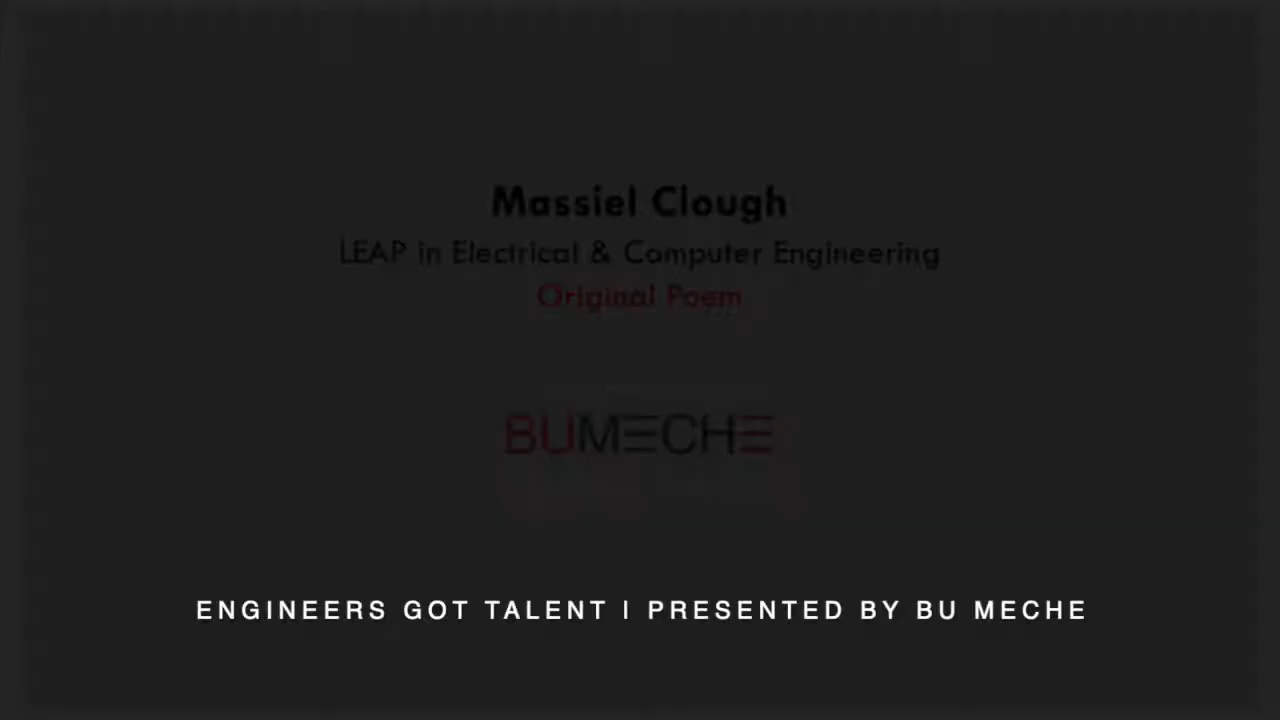 Massiel Clough
LEAP in Electrical & Computer Engineering
Original Poem
BUMECHE
ENGINEERS GOT TALENT | PRESENTED BY BU MECHE